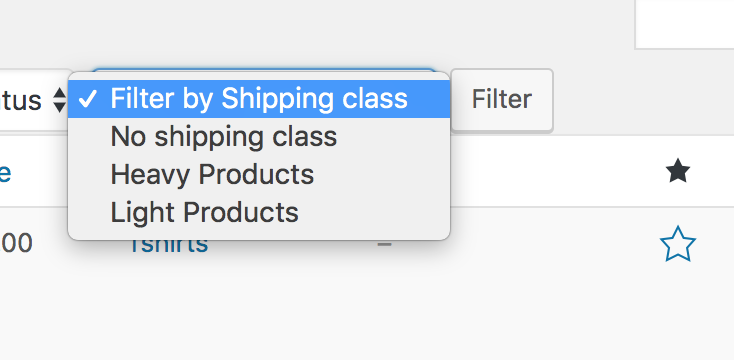 tus
Filter by Shipping class
Filter
No shipping class
Heavy Products
Light Products
e
00
Tshirts
–